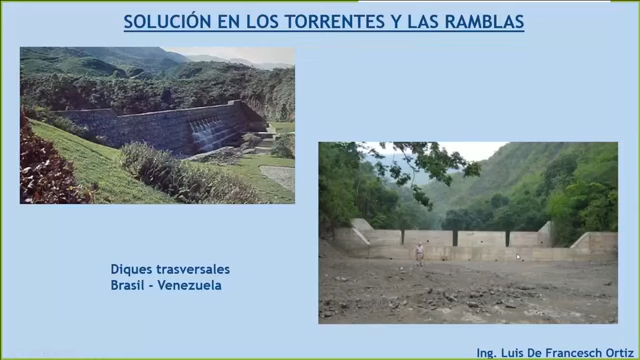 SOLUCIÓN EN LOS TORRENTES Y LAS RAMBLAS
Diques trasversales
Brasil - Venezuela
Ing. Luis De Francesch Ortiz